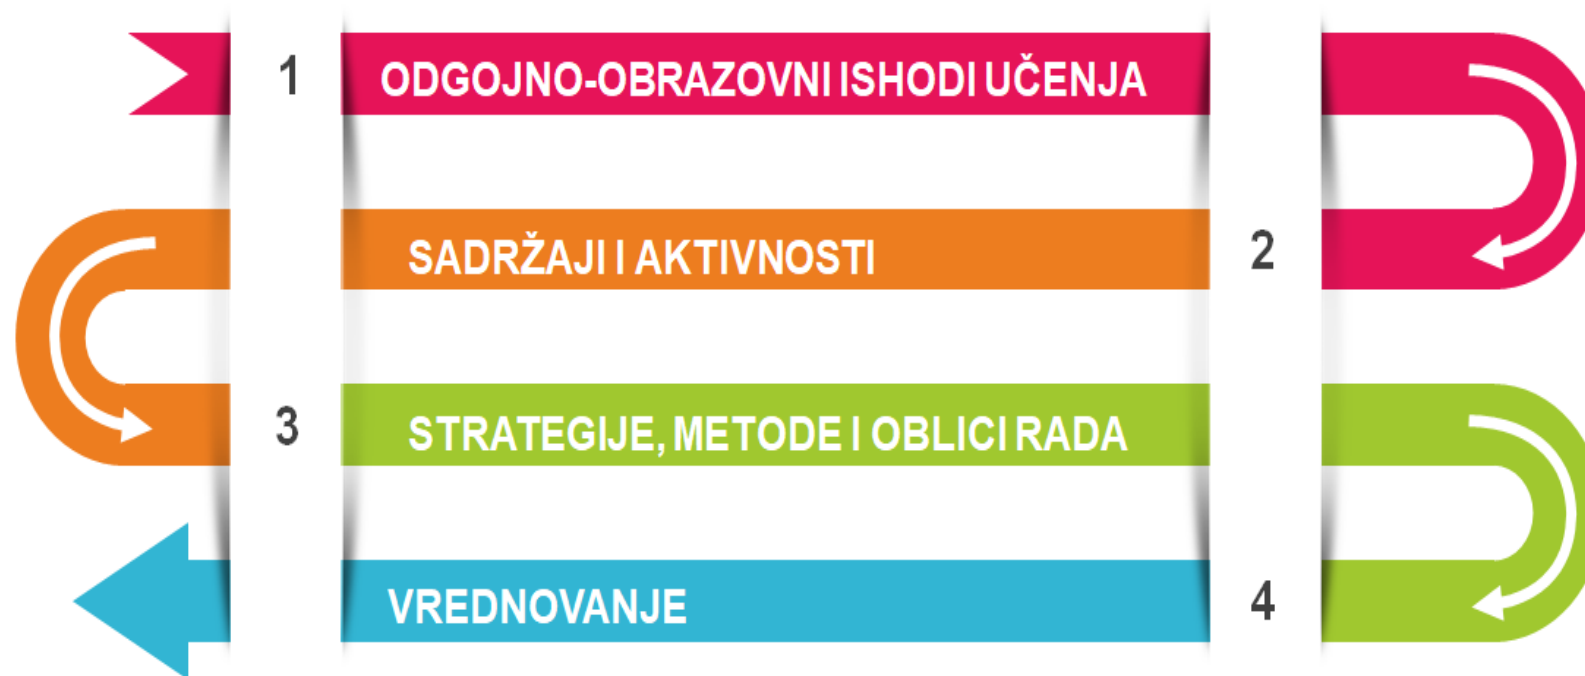 1 ODGOJNO-OBRAZOVNI ISHODI UČENJA
SADRŽAJI I AKTIVNOSTI 2
3 STRATEGIJE, METODE I OBLICI RADA
VREDNOVANJE 4